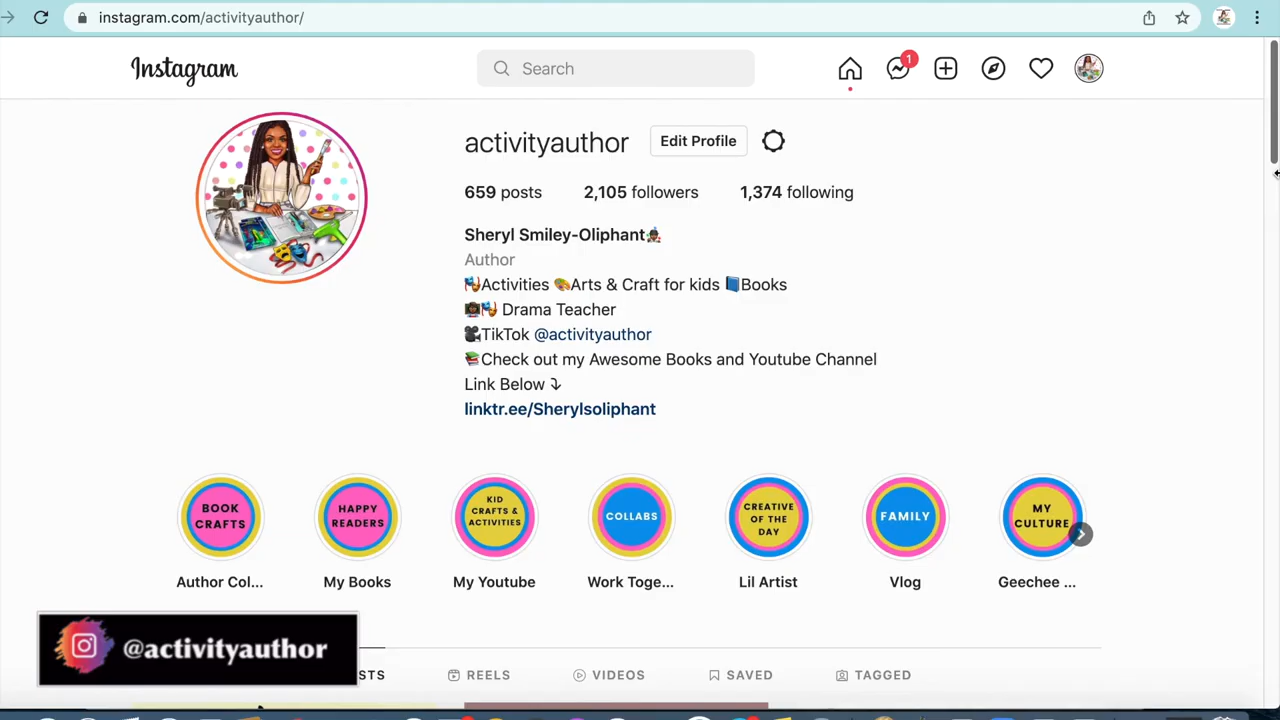 instagram.com/activityauthor/
Instagram
Search
1
activityauthor Edit Profile
659 posts 2,105 followers 1,374 following
Sheryl Smiley-Oliphant
Author
Activities Arts & Craft for kids Books
Drama Teacher
TikTok @activityauthor
Check out my Awesome Books and Youtube Channel
Link Below ⤵
linktr.ee/Sherylsoliphant
BOOK
CRAFTS
HAPPY
READERS
KID
CRAFTS &
ACTIVITIES
COLLABS
CREATIVE
OF THE
DAY
FAMILY
MY
CULTURE
Author Col... My Books My Youtube Work Toge... Lil Artist Vlog Geechee ...
@activityauthor
STS REELS VIDEOS SAVED TAGGED